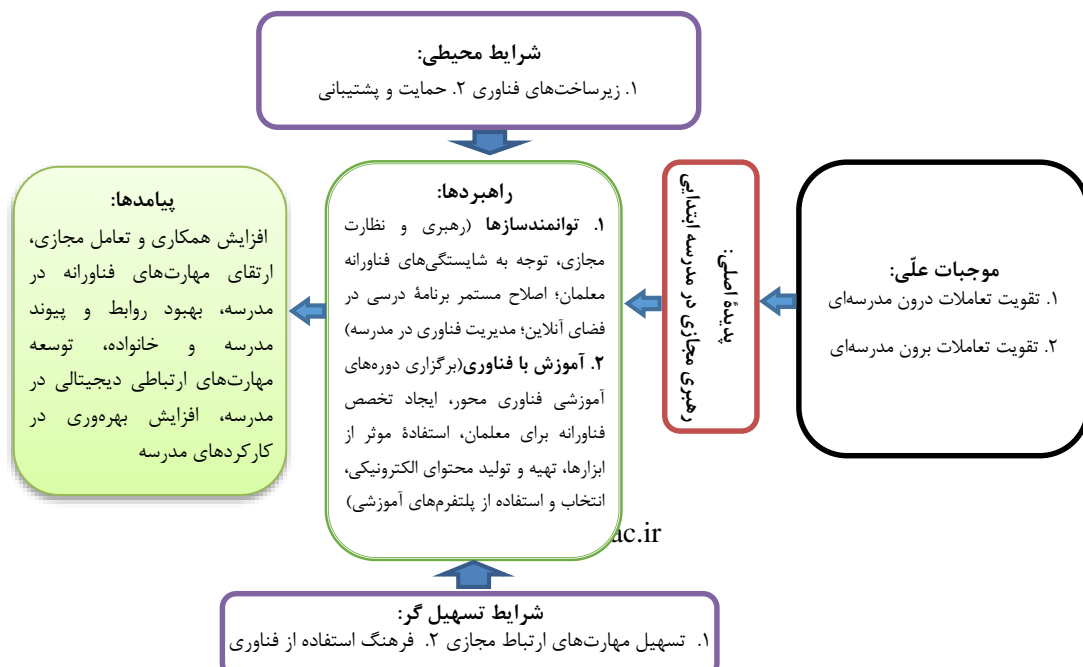 شرایط محیطی:
۱. زیرساخت‌های فناوری ۲. حمایت و پشتیبانی
موجبات علّی:
۱. تقویت تعاملات درون مدرسه‌ای
۲. تقویت تعاملات برون مدرسه‌ای
پدیدۀ اصلی:
رهبری مجازی در مدرسه ابتدایی
راهبردها:
۱. توانمندسازها (رهبری و نظارت
مجازی، توجه به شایستگی‌های فناورانه
معلمان؛ اصلاح مستمر برنامۀ درسی در
فضای آنلاین؛ مدیریت فناوری در مدرسه)
۲. آموزش با فناوری(برگزاری دوره‌های
آموزشی فناوری محور، ایجاد تخصص
فناورانه برای معلمان، استفادۀ موثر از
ابزارها، تهیه و تولید محتوای الکترونیکی،
انتخاب و استفاده از پلتفرم‌های آموزشی)
پیامدها:
افزایش همکاری و تعامل مجازی،
ارتقای مهارت‌های فناورانه در
مدرسه، بهبود روابط و پیوند
مدرسه و خانواده، توسعه
مهارت‌های ارتباطی دیجیتالی در
مدرسه، افزایش بهره‌وری در
کارکردهای مدرسه
ac.ir
شرایط تسهیل گر:
۱. تسهیل مهارت‌های ارتباط مجازی ۲. فرهنگ استفاده از فناوری